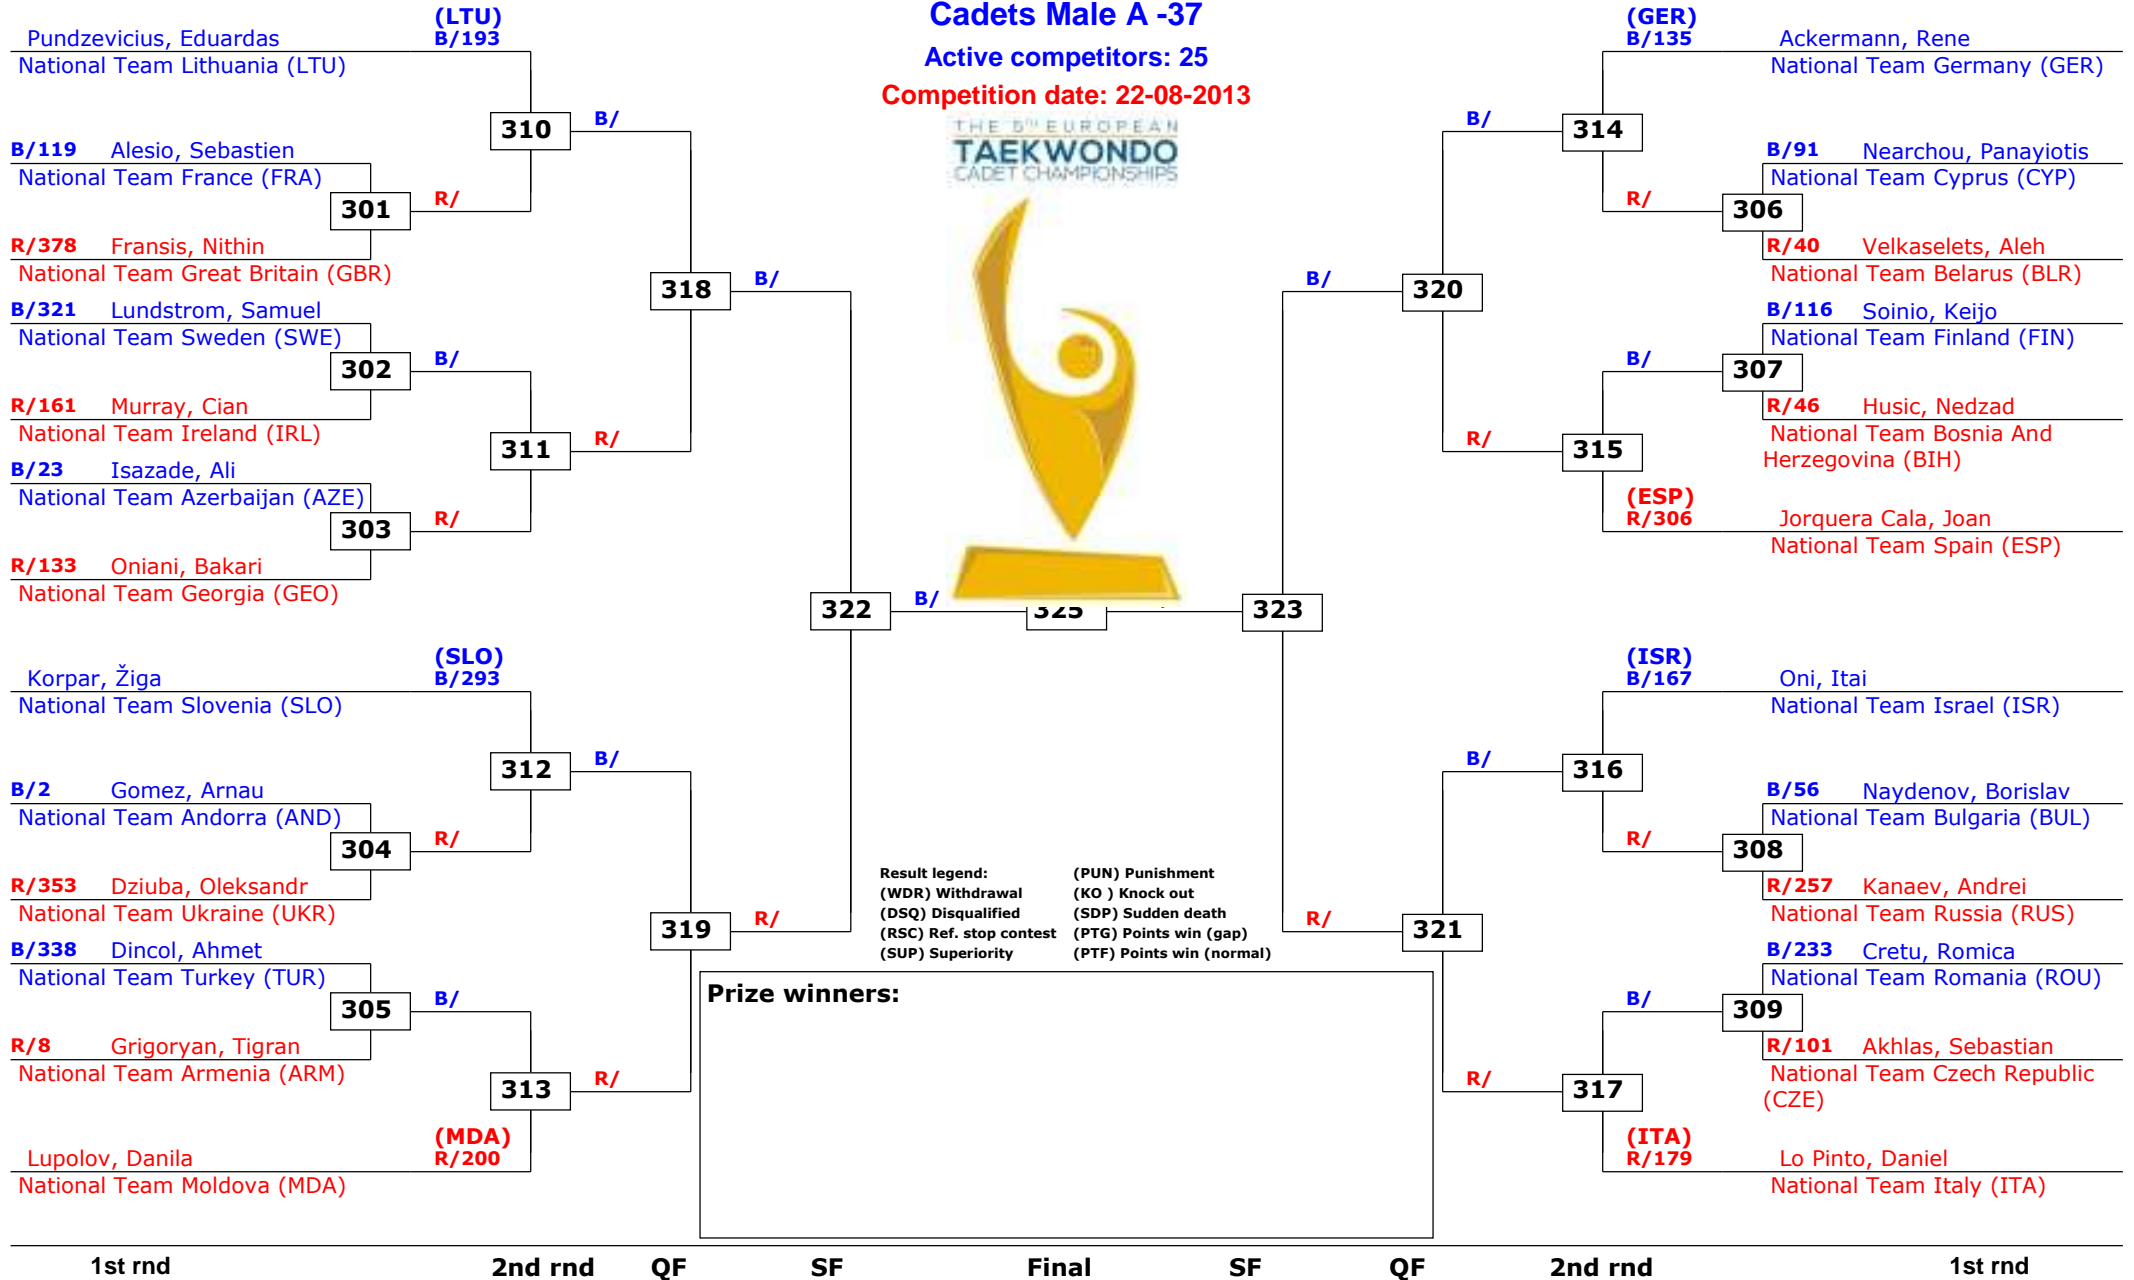 Cadets Male A -37
Active competitors: 25
Competition date: 22-08-2013
THE 5TH EUROPEAN
TAEKWONDO
CADET CHAMPIONSHIPS
(LTU)
Pundzevicius, Eduardas B/193
National Team Lithuania (LTU)
310 B/
B/119 Alesio, Sebastien
National Team France (FRA)
301 R/
R/378 Fransis, Nithin
National Team Great Britain (GBR)
318 B/
B/321 Lundstrom, Samuel
National Team Sweden (SWE)
302 B/
R/161 Murray, Cian
National Team Ireland (IRL)
311 R/
B/23 Isazade, Ali
National Team Azerbaijan (AZE)
303 R/
R/133 Oniani, Bakari
National Team Georgia (GEO)
322 B/ 325 323
(SLO)
Korpar, Žiga B/293
National Team Slovenia (SLO)
312 B/
B/2 Gomez, Arnau
National Team Andorra (AND)
304 R/
R/353 Dziuba, Oleksandr
National Team Ukraine (UKR)
319 R/
B/338 Dincol, Ahmet
National Team Turkey (TUR)
305 B/
R/8 Grigoryan, Tigran
National Team Armenia (ARM)
313 R/
(MDA)
Lupolov, Danila R/200
National Team Moldova (MDA)
(GER)
B/135 Ackermann, Rene
National Team Germany (GER)
B/ 314
B/91 Nearchou, Panayiotis
National Team Cyprus (CYP)
R/ 306
R/40 Velkaselets, Aleh
National Team Belarus (BLR)
B/ 320
B/116 Soinio, Keijo
National Team Finland (FIN)
B/ 307
R/46 Husic, Nedzad
National Team Bosnia And
Herzegovina (BIH)
R/ 315
(ESP)
R/306 Jorquera Cala, Joan
National Team Spain (ESP)
(ISR)
B/167 Oni, Itai
National Team Israel (ISR)
B/ 316
B/56 Naydenov, Borislav
National Team Bulgaria (BUL)
R/ 308
R/257 Kanaev, Andrei
National Team Russia (RUS)
R/ 321
B/233 Cretu, Romica
National Team Romania (ROU)
B/ 309
R/101 Akhlas, Sebastian
National Team Czech Republic
(CZE)
R/ 317
(ITA)
R/179 Lo Pinto, Daniel
National Team Italy (ITA)
Result legend: (PUN) Punishment
(WDR) Withdrawal (KO ) Knock out
(DSQ) Disqualified (SDP) Sudden death
(RSC) Ref. stop contest (PTG) Points win (gap)
(SUP) Superiority (PTF) Points win (normal)
Prize winners:
1st rnd 2nd rnd QF SF Final SF QF 2nd rnd 1st rnd